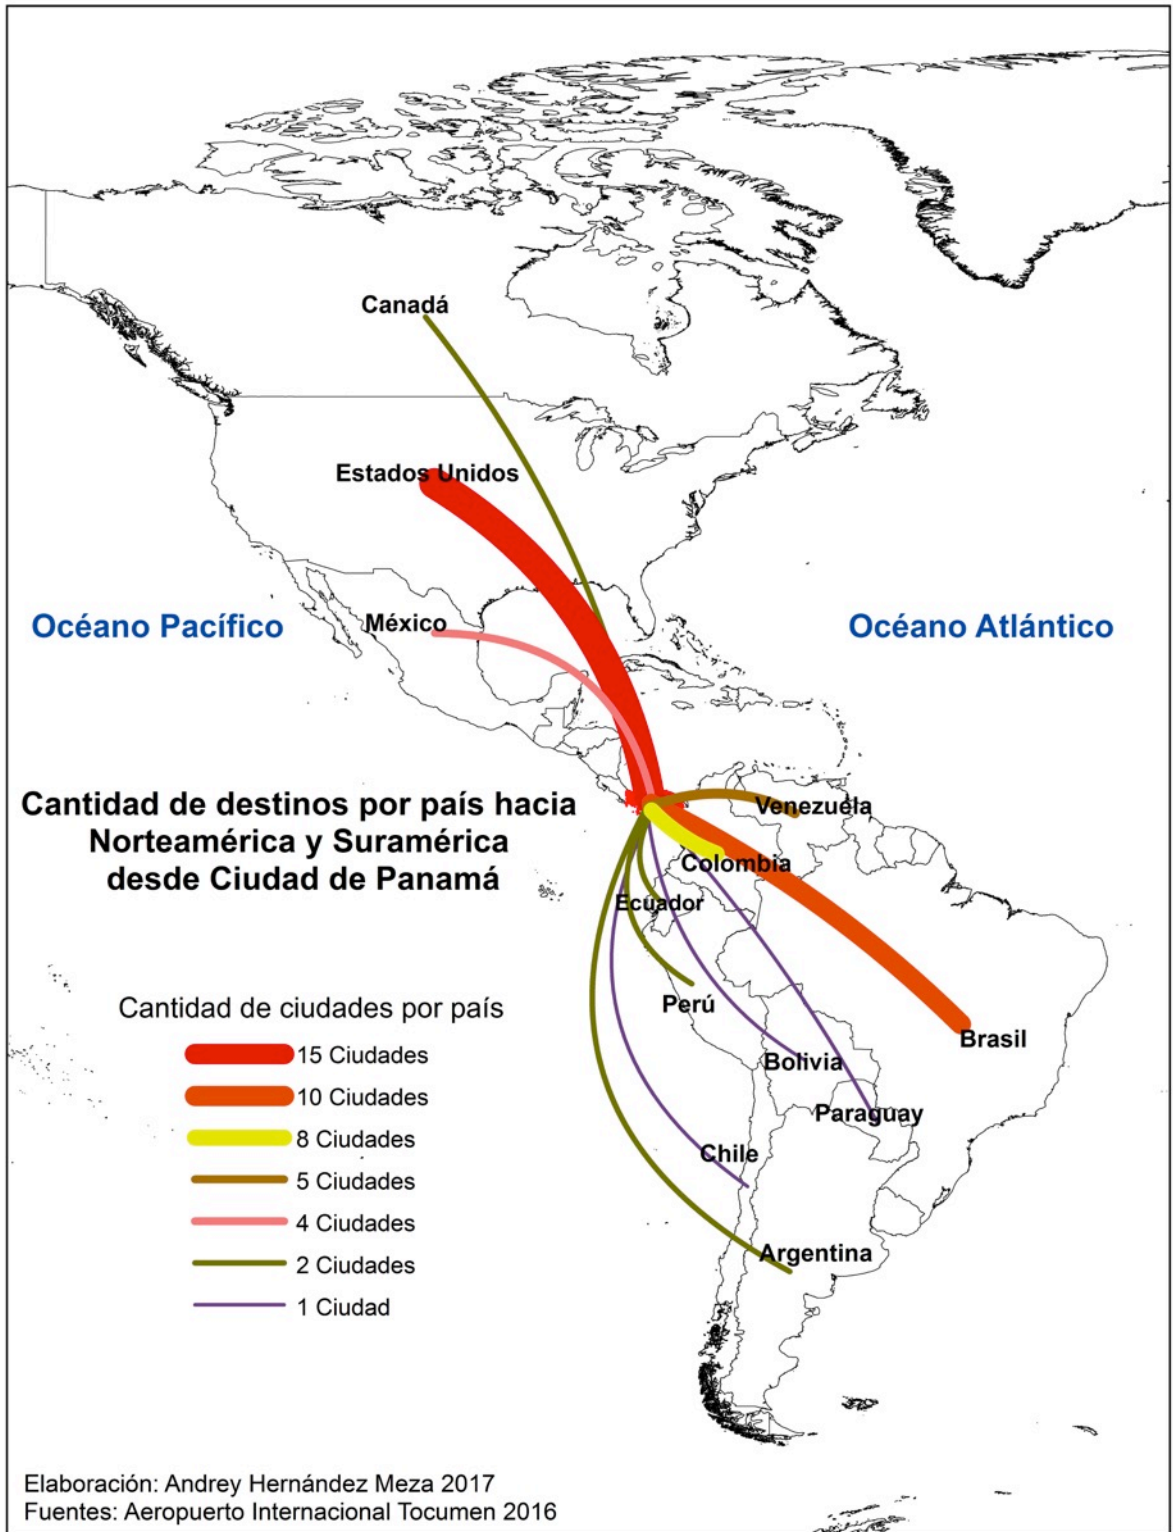 Canadá
Estados Unidos
Océano Pacífico
México
Océano Atlántico
Cantidad de destinos por país hacia
Norteamérica y Suramérica
desde Ciudad de Panamá
Venezuela
Colombia
Ecuador
Perú
Brasil
Bolivia
Paraguay
Chile
Argentina
Cantidad de ciudades por país
15 Ciudades
10 Ciudades
8 Ciudades
5 Ciudades
4 Ciudades
2 Ciudades
1 Ciudad
Elaboración: Andrey Hernández Meza 2017
Fuentes: Aeropuerto Internacional Tocumen 2016